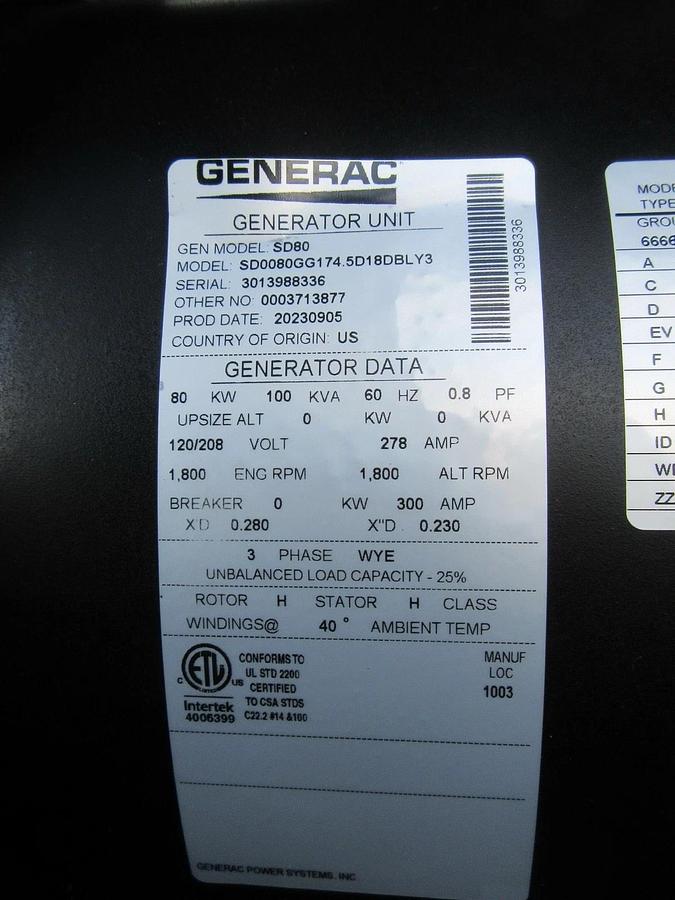 GENERAC
GENERATOR UNIT
GEN MODEL: SD80
MODEL: SD0080GG174.5D18DBLY3
SERIAL: 3013988336
OTHER NO: 0003713877
PROD DATE: 20230905
COUNTRY OF ORIGIN: US
3013988336
GENERATOR DATA
80 KW 100 KVA 60 HZ 0.8 PF
UPSIZE ALT 0 KW 0 KVA
120/208 VOLT 278 AMP
1,800 ENG RPM 1,800 ALT RPM
BREAKER 0 KW 300 AMP
X'D 0.280 X"D 0.230
3 PHASE WYE
UNBALANCED LOAD CAPACITY - 25%
ROTOR H STATOR H CLASS
WINDINGS@ 40 ° AMBIENT TEMP
C ETL US
Intertek
4006399
CONFORMS TO
UL STD 2200
CERTIFIED
TO CSA STDS
C22.2 #14 &100
MANUF
LOC
1003
GENERAC POWER SYSTEMS, INC
MODE
TYPE
GROU
6666
A
C
D
EV
F
G
H
ID
WI
ZZ